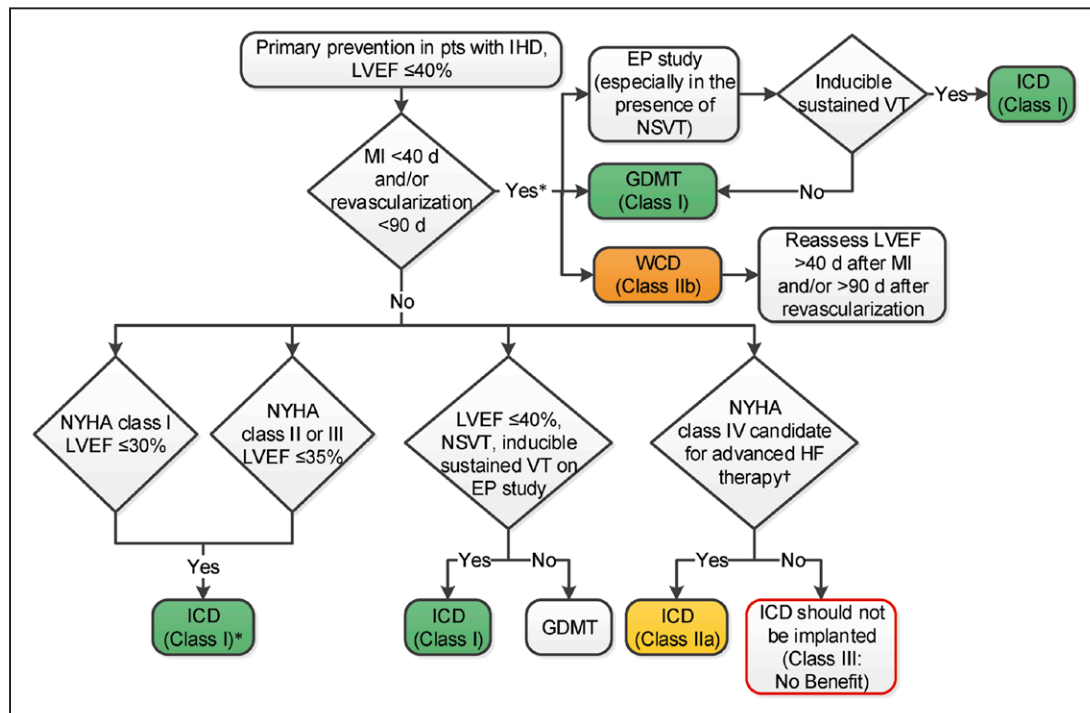 Primary prevention in pts with IHD,
LVEF ≤40%
EP study
(especially in the
presence of
NSVT)
Inducible
sustained VT
Yes
ICD
(Class I)
MI <40 d
and/or
revascularization
<90 d
Yes*
GDMT
(Class I)
No
WCD
(Class IIb)
Reassess LVEF
>40 d after MI
and/or >90 d after
revascularization
No
NYHA class I
LVEF ≤30%
NYHA
class II or III
LVEF ≤35%
LVEF ≤40%,
NSVT, inducible
sustained VT on
EP study
NYHA
class IV candidate
for advanced HF
therapy†
Yes
Yes
No
Yes
No
ICD
(Class I)*
ICD
(Class I)
GDMT
ICD
(Class IIa)
ICD should not
be implanted
(Class III:
No Benefit)